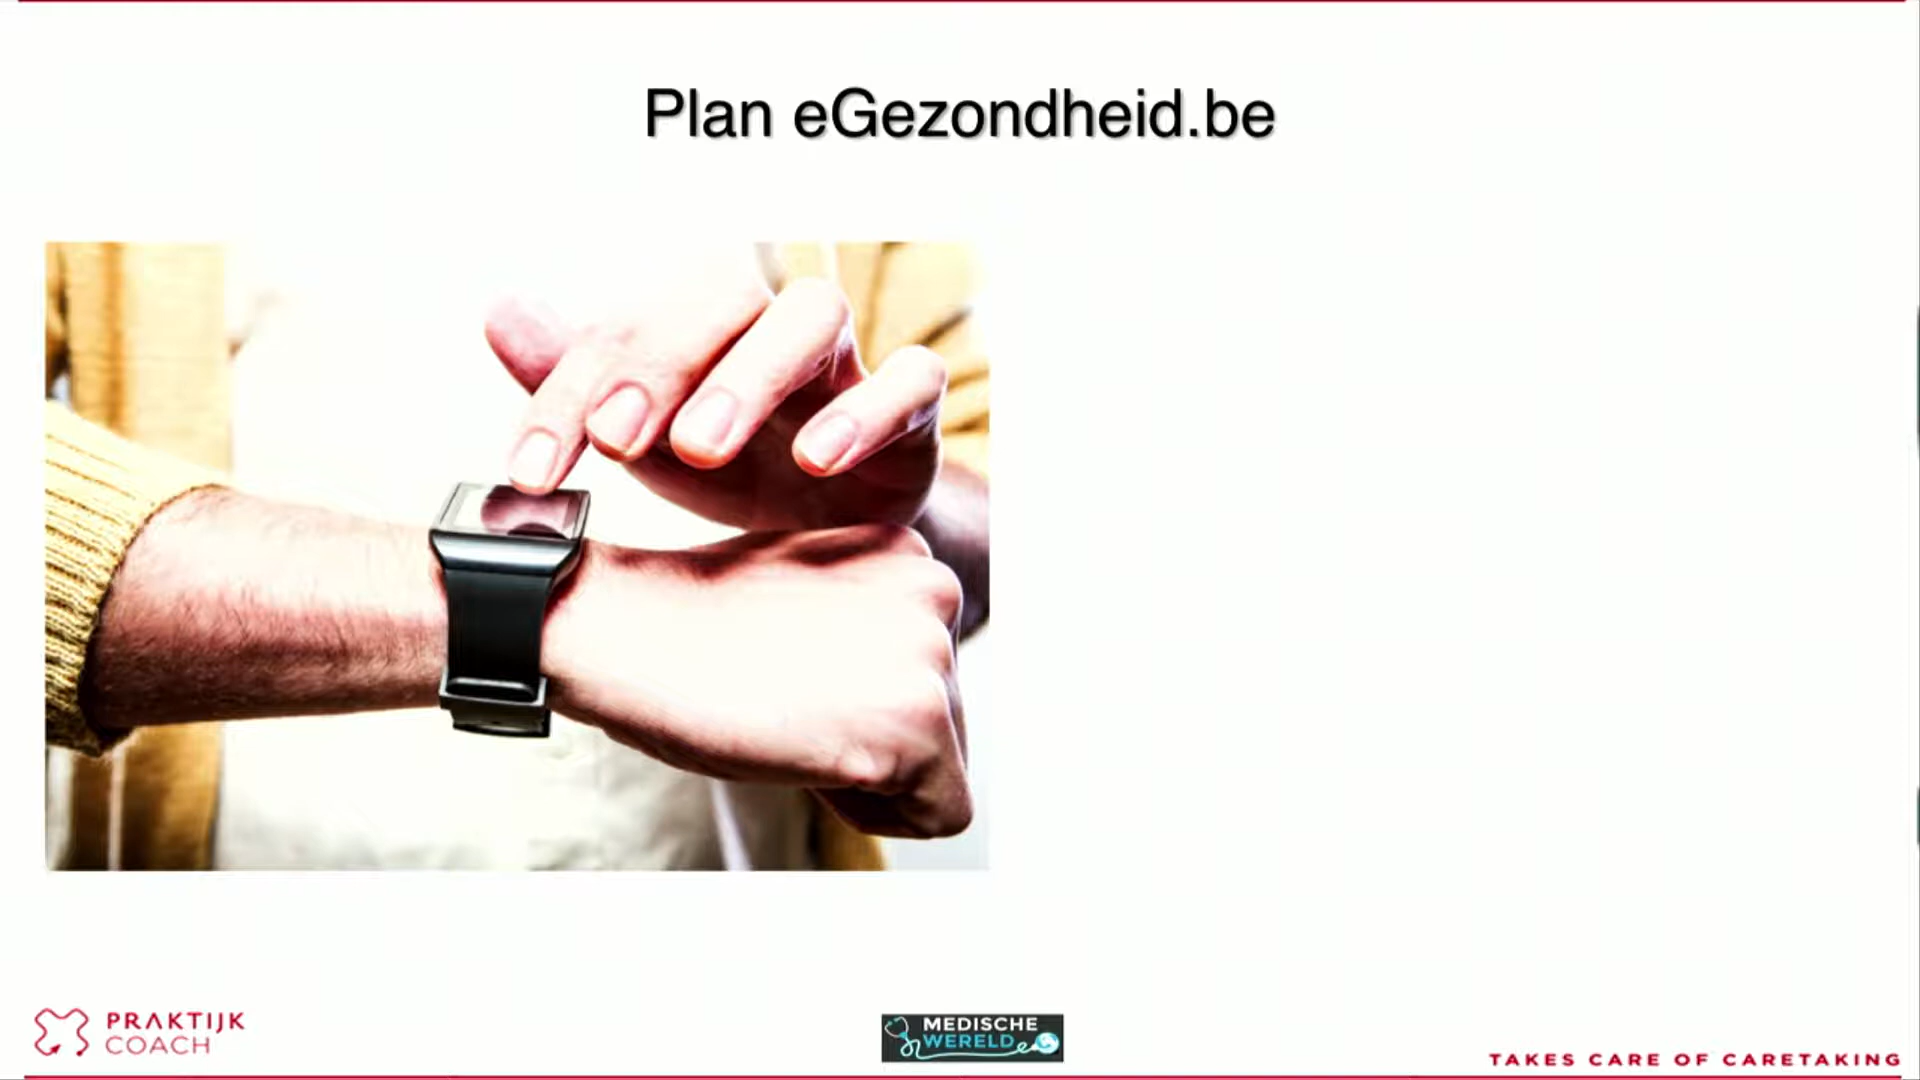 Plan eGezondheid.be
PRAKTIJK
COACH
MEDISCHE
WERELD
TAKES CARE OF CARETAKING